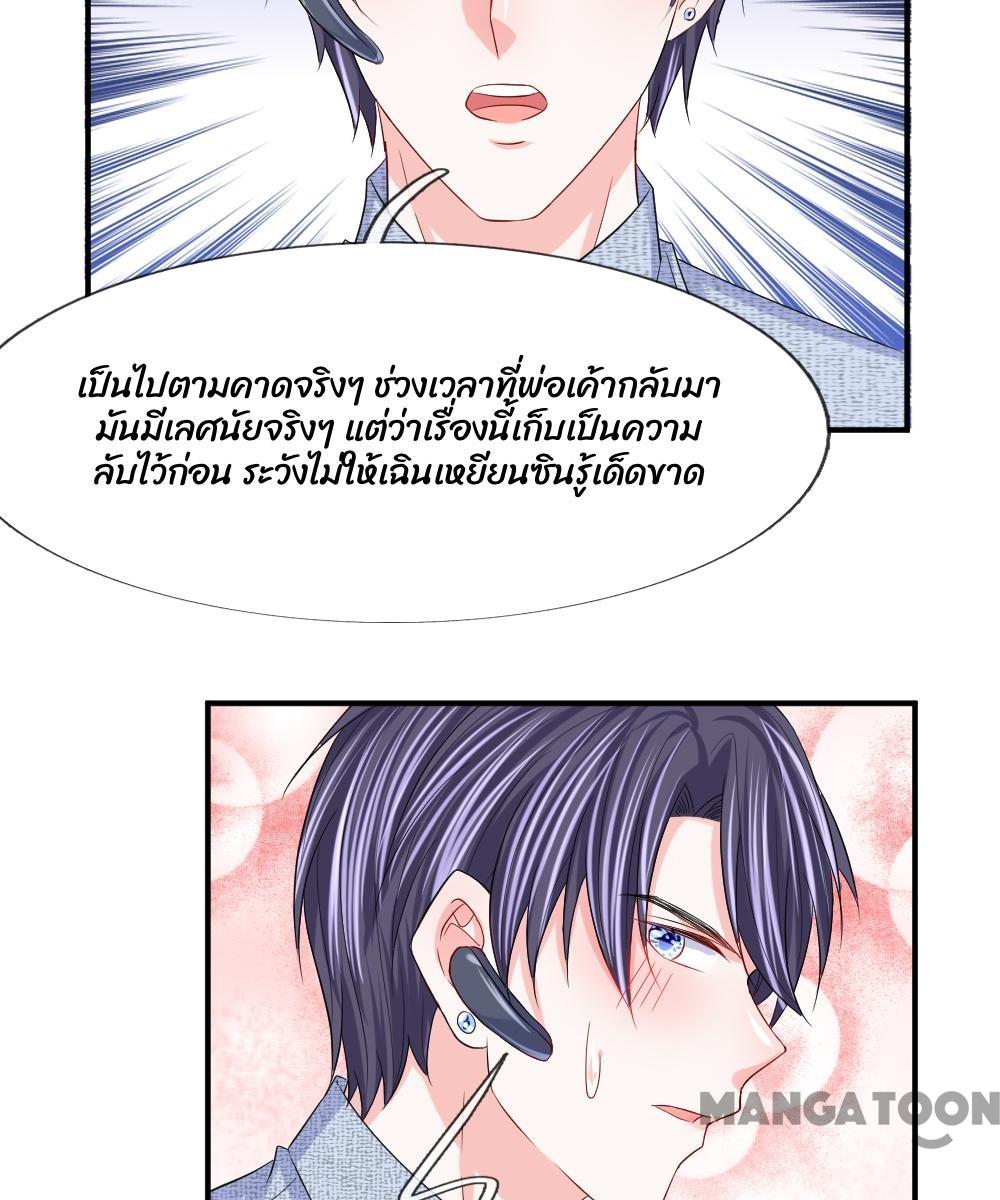 เป็นไปตามคาดจริงๆ ช่วงเวลาที่พ่อเค้ากลับมา
มันมีเลศนัยจริงๆ แต่ว่าเรื่องนี้เก็บเป็นความ
ลับไว้ก่อน ระวังไม่ให้เฉินเหยียนซินรู้เด็ดขาด
MANGATOON